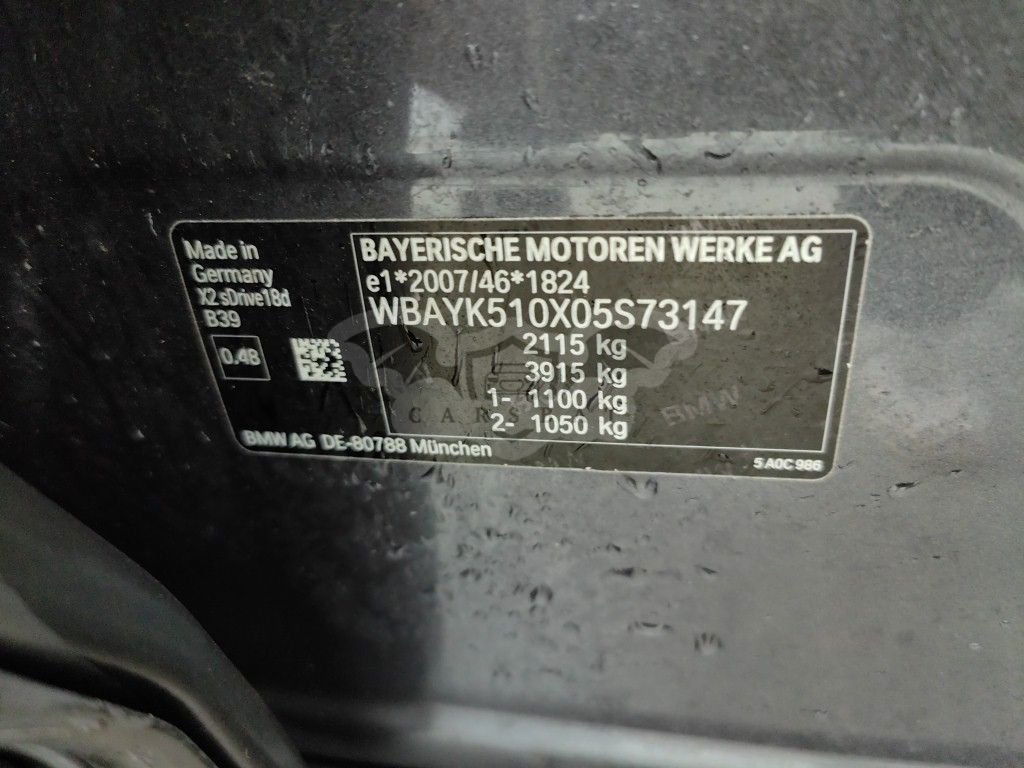 Made in
Germany
X2 sDrive18d
B39
0.48
BAYERISCHE MOTOREN WERKE AG
e1*2007/46*1824
WBAYK510X05S73147
2115 kg
3915 kg
1- 1100 kg
2- 1050 kg
BMW
BMW AG DE-80788 München
5 A0C 986